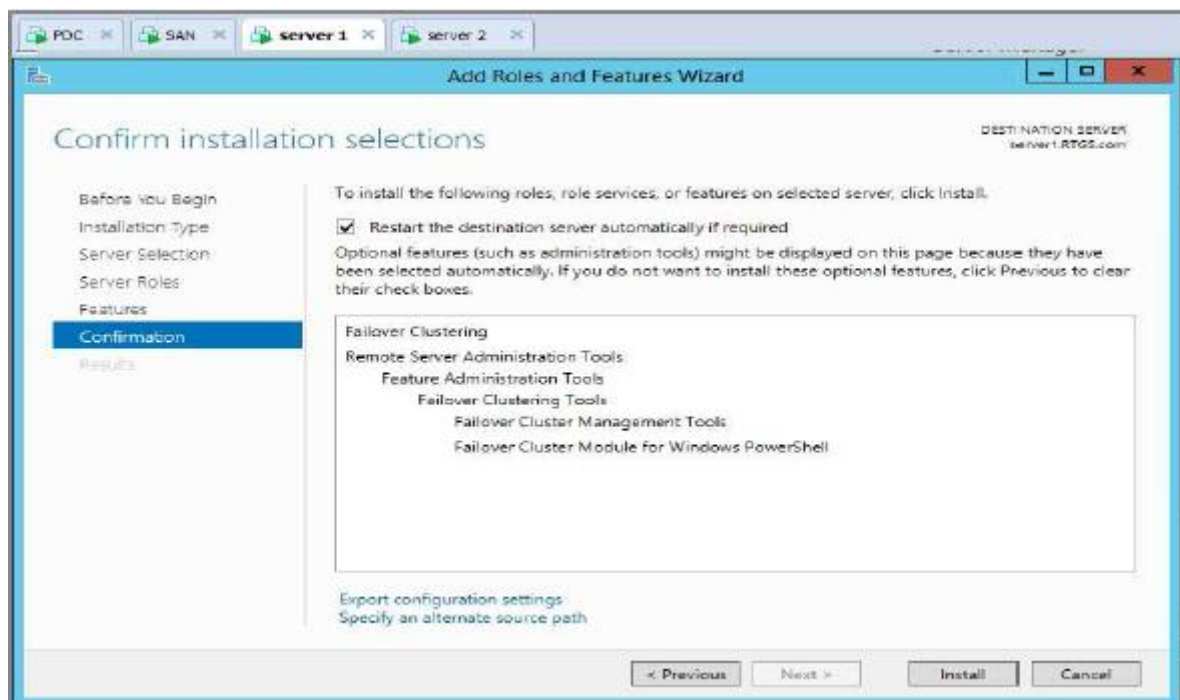 PDC
SAN
server 1
server 2
Add Roles and Features Wizard
Confirm installation selections
DESTINATION SERVER
server1.RTGS.com
Before You Begin
Installation Type
Server Selection
Server Roles
Features
Confirmation
Results
To install the following roles, role services, or features on selected server, click Install.
Restart the destination server automatically if required
Optional features (such as administration tools) might be displayed on this page because they have
been selected automatically. If you do not want to install these optional features, click Previous to clear
their check boxes.
Failover Clustering
Remote Server Administration Tools
Feature Administration Tools
Failover Clustering Tools
Failover Cluster Management Tools
Failover Cluster Module for Windows PowerShell
Export configuration settings
Specify an alternate source path
< Previous
Next >
Install
Cancel